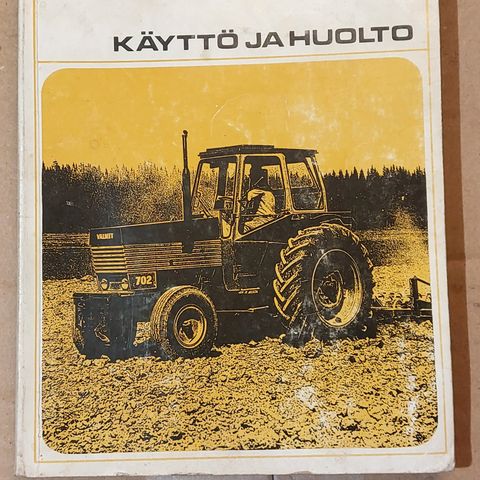 KÄYTTÖ JA HUOLTO
VALMET
702